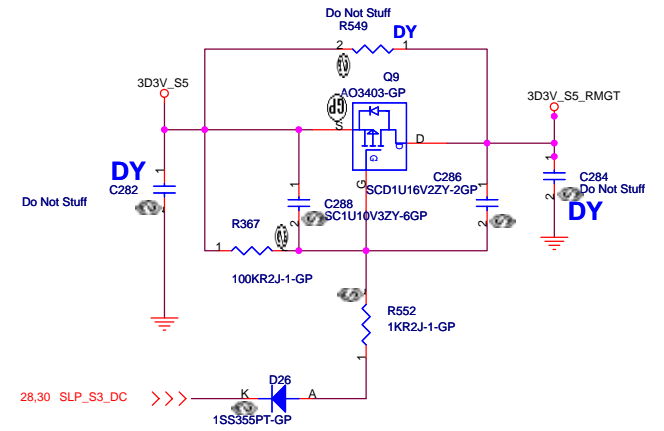 Do Not Stuff
R549
DY
2
1
Q9
3D3V_S5
AO3403-GP
3D3V_S5_RMGT
S
D
G
DY
1
C282
2
Do Not Stuff
1
C288
2
SC1U10V3ZY-6GP
G
C286
1
SCD1U16V2ZY-2GP
2
1
C284
2
Do Not Stuff
DY
R367
1
100KR2J-1-GP
R552
1KR2J-1-GP
1
D26
K
A
28,30 SLP_S3_DC
1SS355PT-GP